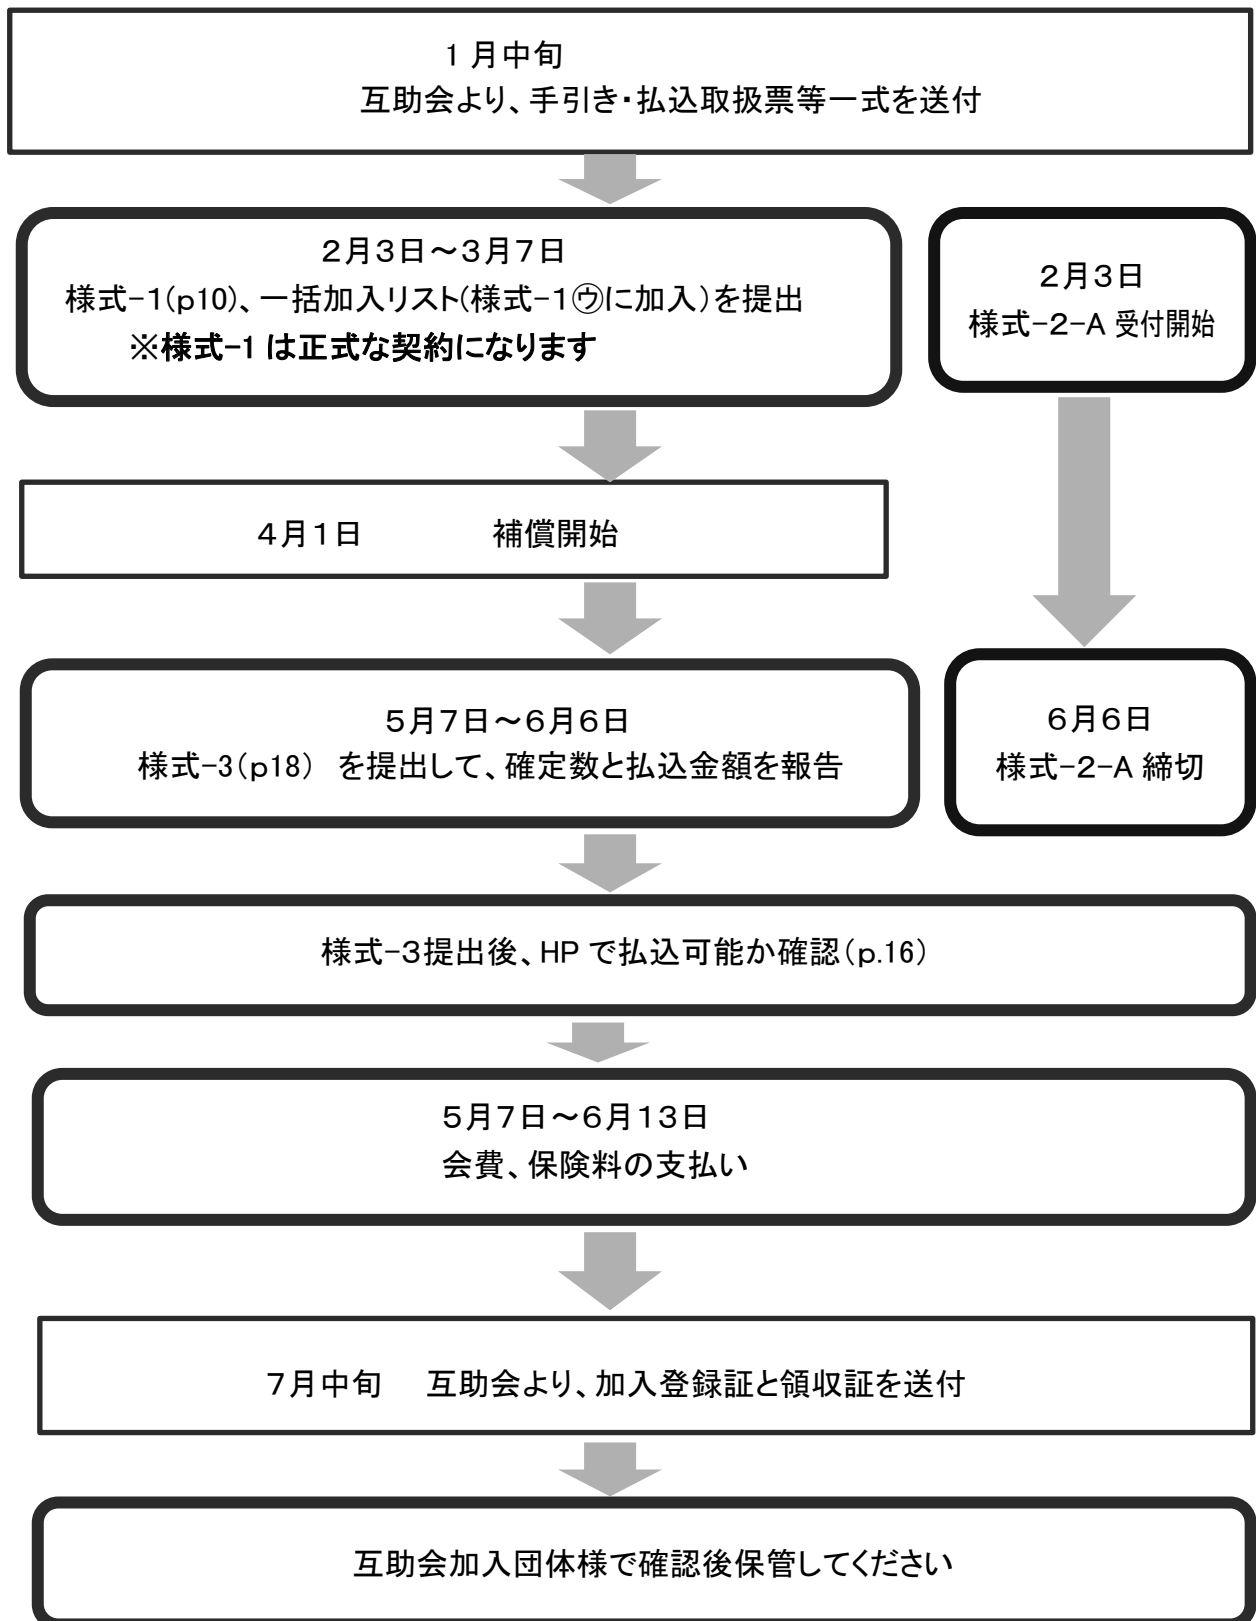 1 月中旬
互助会より、手引き・払込取扱票等一式を送付
２月３日～３月７日
様式-1(p10)、一括加入リスト(様式-1㋒に加入)を提出
※様式-1 は正式な契約になります
２月３日
様式-2-A 受付開始
４月１日 補償開始
５月７日～６月６日
様式-3(p18) を提出して、確定数と払込金額を報告
６月６日
様式-2-A 締切
様式-3提出後、HP で払込可能か確認(p.16)
５月７日～６月１３日
会費、保険料の支払い
７月中旬 互助会より、加入登録証と領収証を送付
互助会加入団体様で確認後保管してください